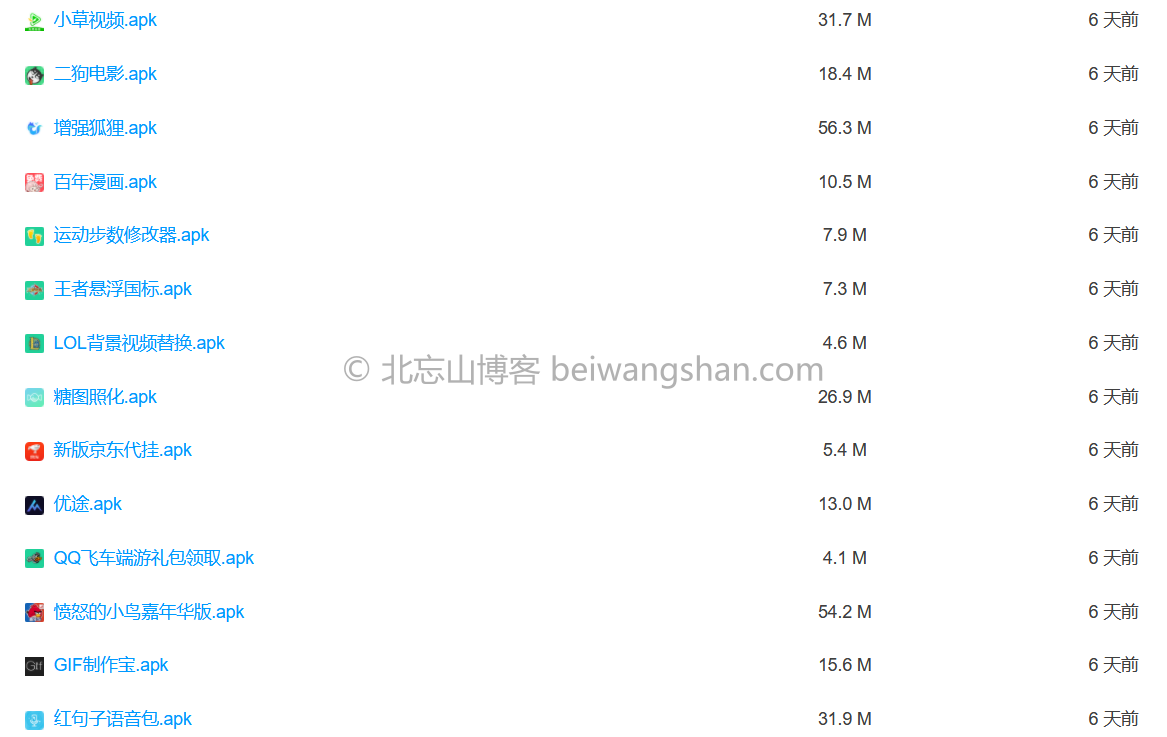 小草视频.apk 31.7 M 6 天前
二狗电影.apk 18.4 M 6 天前
增强狐狸.apk 56.3 M 6 天前
百年漫画.apk 10.5 M 6 天前
运动步数修改器.apk 7.9 M 6 天前
王者悬浮国标.apk 7.3 M 6 天前
LOL背景视频替换.apk 4.6 M 6 天前
© 北忘山博客 beiwangshan.com
糖图照化.apk 26.9 M 6 天前
新版京东代挂.apk 5.4 M 6 天前
优途.apk 13.0 M 6 天前
QQ飞车端游礼包领取.apk 4.1 M 6 天前
愤怒的小鸟嘉年华版.apk 54.2 M 6 天前
GIF制作宝.apk 15.6 M 6 天前
红句子语音包.apk 31.9 M 6 天前